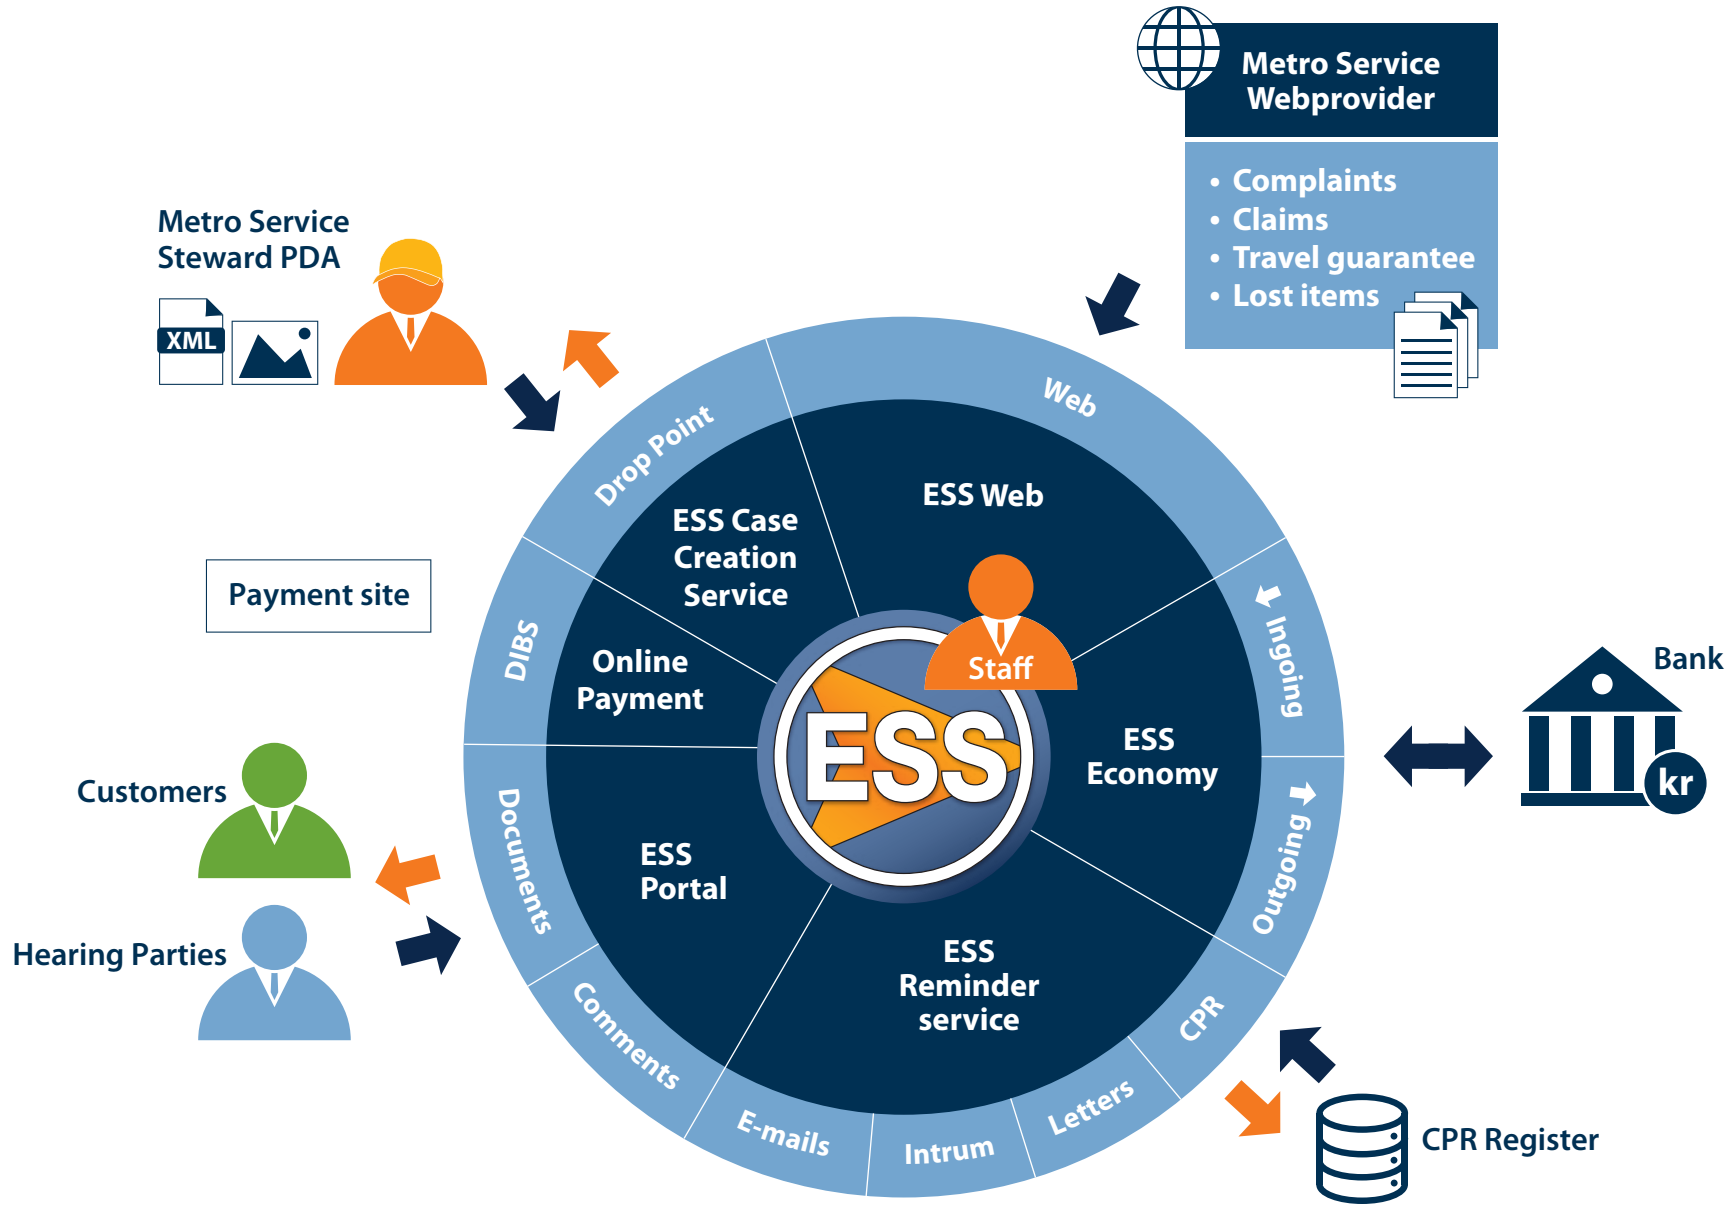 Metro Service
Webprovider
• Complaints
• Claims
• Travel guarantee
• Lost items
Metro Service
Steward PDA
XML
Web
Drop Point
ESS Web
ESS Case
Creation
Service
Payment site
DIBS
Ingoing
Online
Payment
Staff
Bank
ESS
ESS
Economy
kr
Customers
Documents
ESS
Portal
Outgoing
Hearing Parties
ESS
Reminder
service
Comments
CPR
Letters
E-mails
Intrum
CPR Register